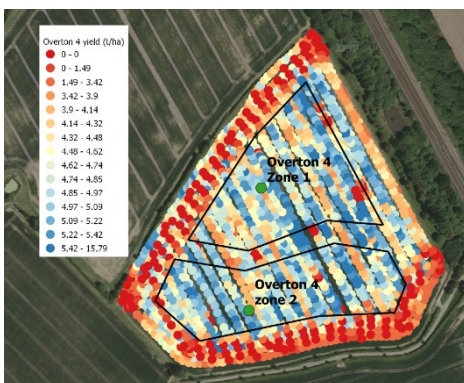 Overton 4 yield (t/ha)
0 - 0
0 - 1.49
1.49 - 3.42
3.42 - 3.9
3.9 - 4.14
4.14 - 4.32
4.32 - 4.48
4.48 - 4.62
4.62 - 4.74
4.74 - 4.85
4.85 - 4.97
4.97 - 5.09
5.09 - 5.22
5.22 - 5.42
5.42 - 15.79
Overton 4
Zone 1
Overton 4
zone 2